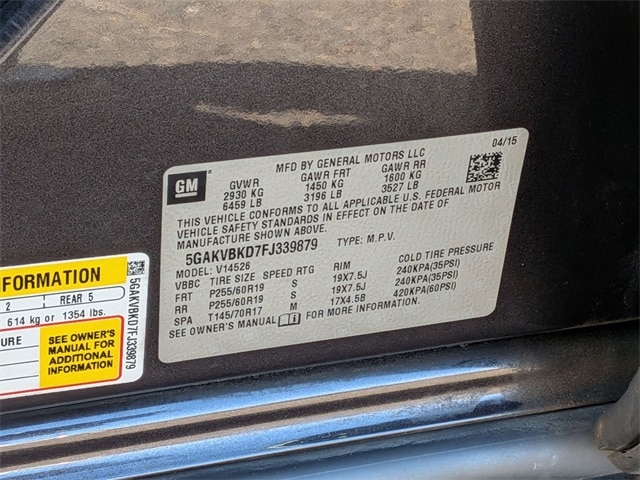 MFD BY GENERAL MOTORS LLC
04/15
GM
GVWR GAWR FRT GAWR RR
2930 KG 1450 KG 1600 KG
6459 LB 3196 LB 3527 LB
THIS VEHICLE CONFORMS TO ALL APPLICABLE U.S. FEDERAL MOTOR
VEHICLE SAFETY STANDARDS IN EFFECT ON THE DATE OF
MANUFACTURE SHOWN ABOVE.
5GAKVBKD7FJ339879 TYPE: M.P.V.
MODEL: V14526
VBBC TIRE SIZE SPEED RTG RIM COLD TIRE PRESSURE
FRT P255/60R19 S 19X7.5J 240KPA(35PSI)
RR P255/60R19 S 19X7.5J 240KPA(35PSI)
SPA T145/70R17 M 17X4.5B 420KPA(60PSI)
SEE OWNER'S MANUAL FOR MORE INFORMATION.
INFORMATION
2 REAR 5
614 kg or 1354 lbs.
SEE OWNER'S
MANUAL FOR
ADDITIONAL
INFORMATION
5GAKVBKD7FJ339879